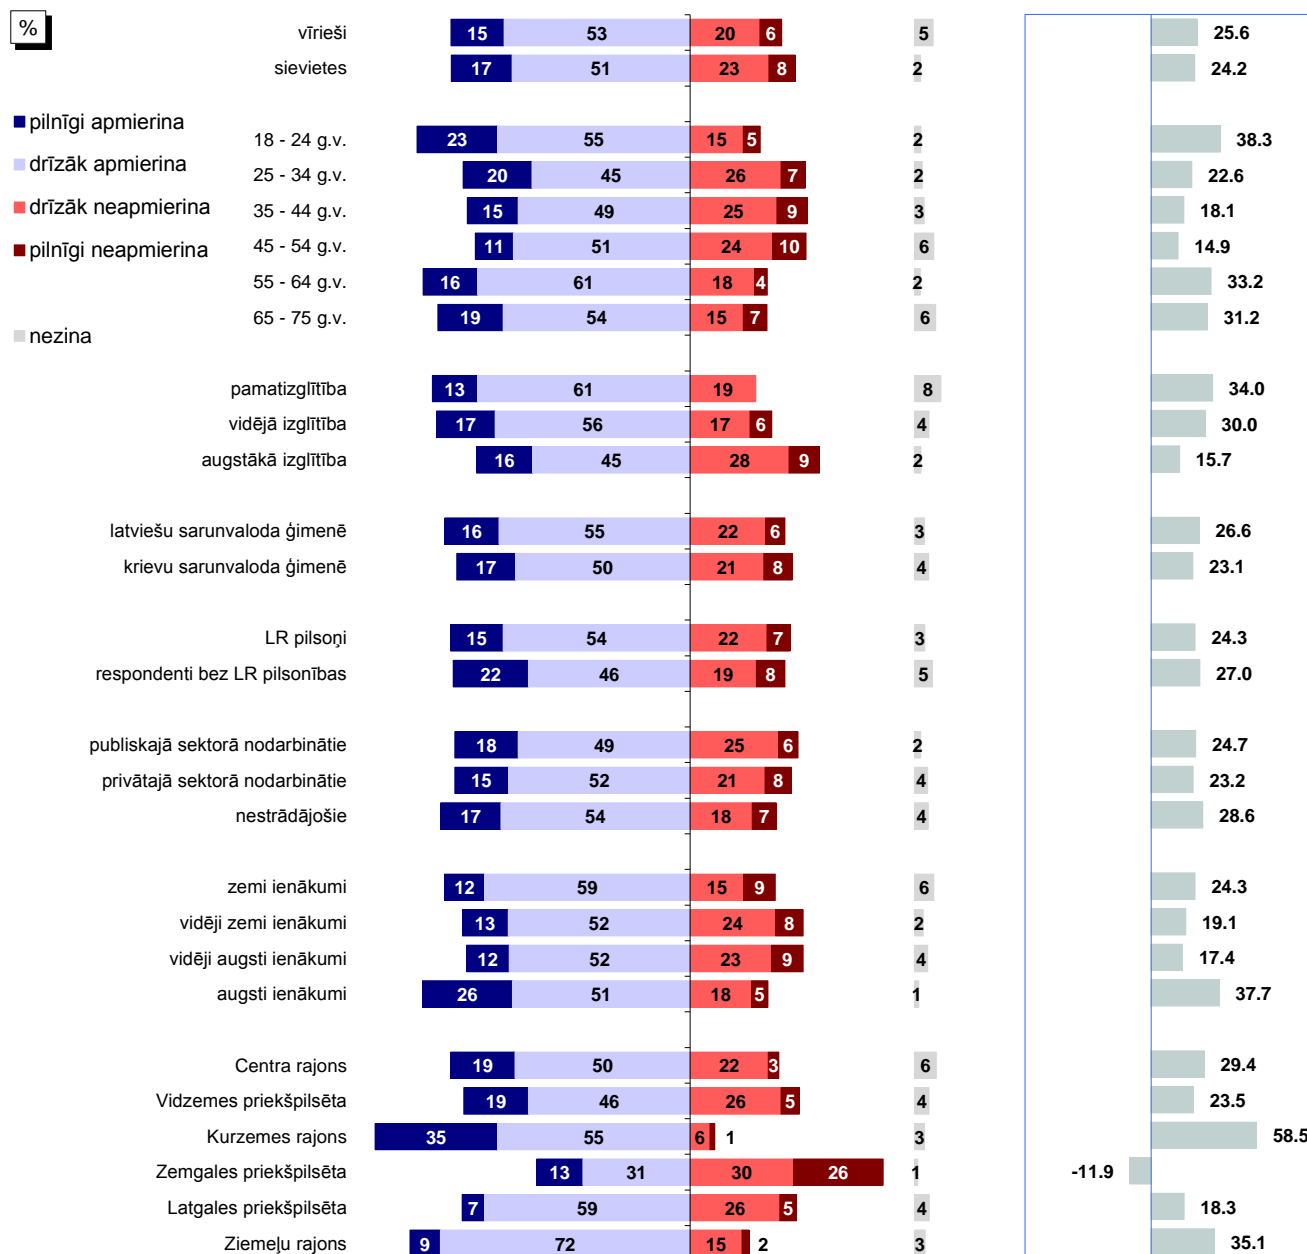 %
vīrieši 15 53 20 6 5 25.6
sievietes 17 51 23 8 2 24.2
pilnīgi apmierina
drīzāk apmierina
drīzāk neapmierina
pilnīgi neapmierina
nezina
18 - 24 g.v. 23 55 15 5 2 38.3
25 - 34 g.v. 20 45 26 7 2 22.6
35 - 44 g.v. 15 49 25 9 3 18.1
45 - 54 g.v. 11 51 24 10 6 14.9
55 - 64 g.v. 16 61 18 4 2 33.2
65 - 75 g.v. 19 54 15 7 6 31.2
pamatizglītība 13 61 19 8 34.0
vidējā izglītība 17 56 17 6 4 30.0
augstākā izglītība 16 45 28 9 2 15.7
latviešu sarunvaloda ģimenē 16 55 22 6 3 26.6
krievu sarunvaloda ģimenē 17 50 21 8 4 23.1
LR pilsoņi 15 54 22 7 3 24.3
respondenti bez LR pilsonības 22 46 19 8 5 27.0
publiskajā sektorā nodarbinātie 18 49 25 6 2 24.7
privātajā sektorā nodarbinātie 15 52 21 8 4 23.2
nestrādājošie 17 54 18 7 4 28.6
zemi ienākumi 12 59 15 9 6 24.3
vidēji zemi ienākumi 13 52 24 8 2 19.1
vidēji augsti ienākumi 12 52 23 9 4 17.4
augsti ienākumi 26 51 18 5 1 37.7
Centra rajons 19 50 22 3 6 29.4
Vidzemes priekšpilsēta 19 46 26 5 4 23.5
Kurzemes rajons 35 55 6 1 3 58.5
Zemgales priekšpilsēta 13 31 30 26 1 -11.9
Latgales priekšpilsēta 7 59 26 5 4 18.3
Ziemeļu rajons 9 72 15 2 3 35.1